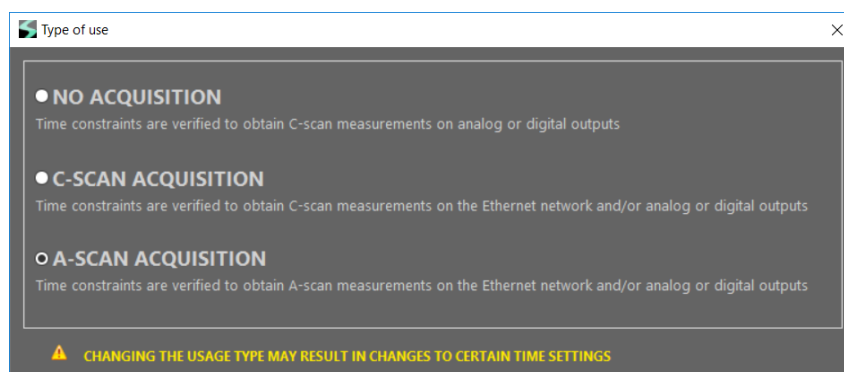 Type of use
NO ACQUISITION
Time constraints are verified to obtain C-scan measurements on analog or digital outputs
C-SCAN ACQUISITION
Time constraints are verified to obtain C-scan measurements on the Ethernet network and/or analog or digital outputs
A-SCAN ACQUISITION
Time constraints are verified to obtain A-scan measurements on the Ethernet network and/or analog or digital outputs
CHANGING THE USAGE TYPE MAY RESULT IN CHANGES TO CERTAIN TIME SETTINGS